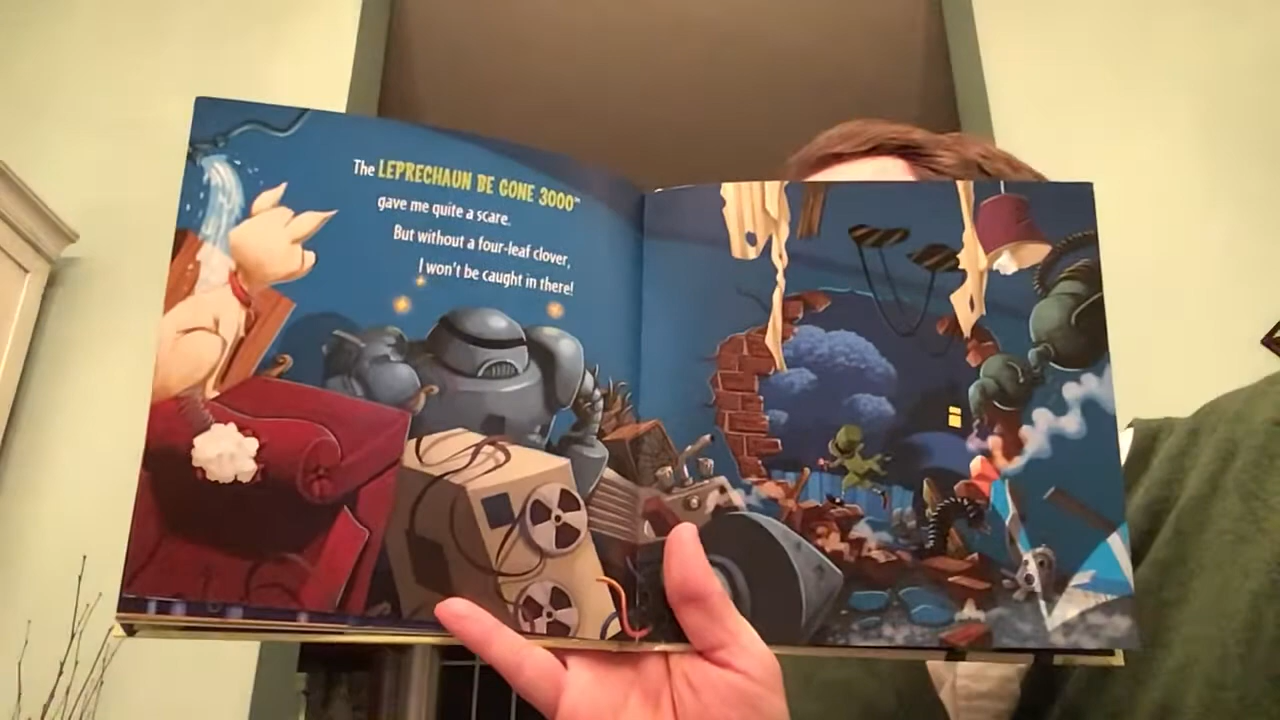 The LEPRECHAUN BE GONE 3000™
gave me quite a scare.
But without a four-leaf clover,
I won't be caught in there!